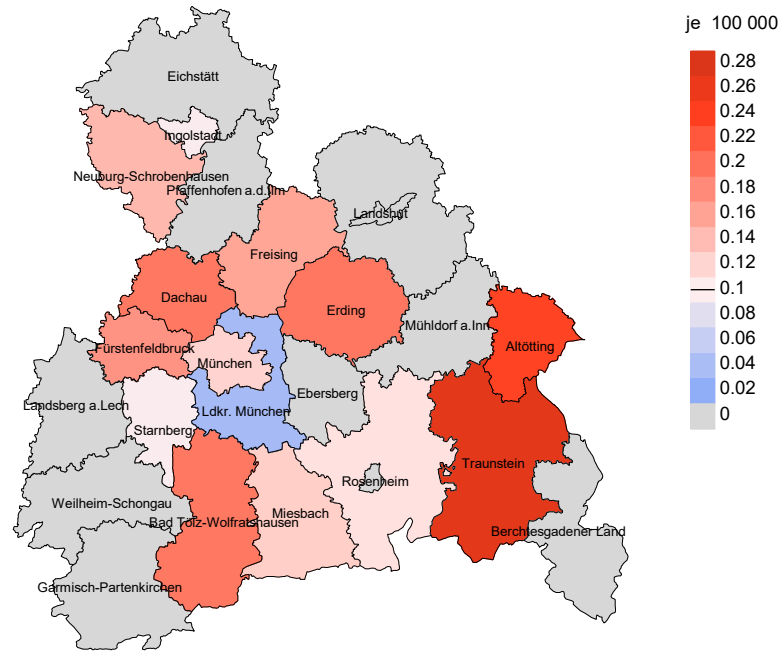 je 100 000
0.28
0.26
0.24
0.22
0.2
0.18
0.16
0.14
0.12
0.1
0.08
0.06
0.04
0.02
0
Eichstätt
Ingolstadt
Neuburg-Schrobenhausen
Pfaffenhofen a.d.Ilm
Landshut
Freising
Dachau
Erding
Mühldorf a.Inn
Altötting
Fürstenfeldbruck
München
Ebersberg
Landsberg a.Lech
Ldkr. München
Starnberg
Traunstein
Rosenheim
Weilheim-Schongau
Miesbach
Bad Tölz-Wolfratshausen
Berchtesgadener Land
Garmisch-Partenkirchen